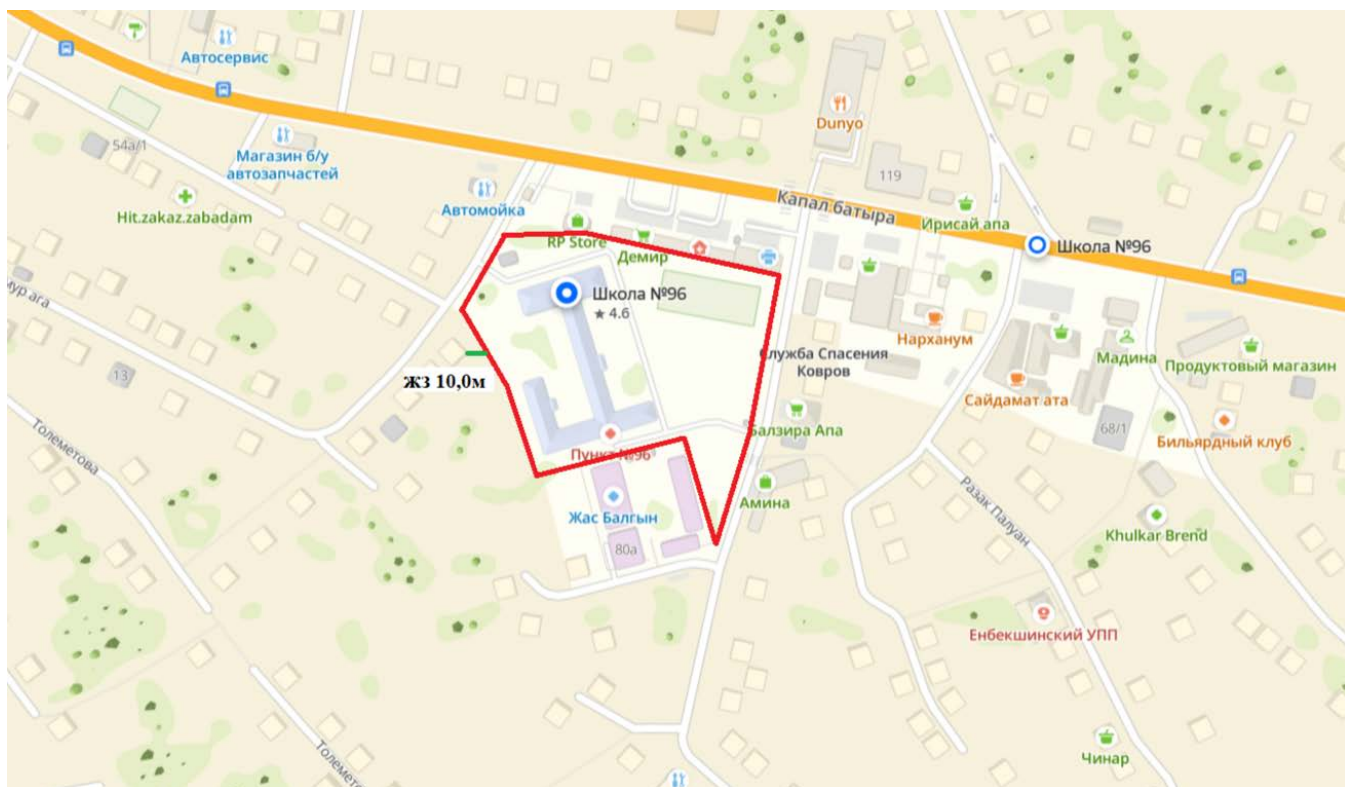 Автосервис
Dunyo
54а/1
Магазин б/у
автозапчастей
119
Hit.zakaz.zabadam
Автомойка
Капал батыра
Ирисай апа
RP Store
Демир
Школа №96
Школа №96
★ 4.6
мур ага
Нарханум
Мадина
Служба Спасения
Ковров
Продуктовый магазин
13
жз 10,0м
Сайдамат ата
Балзира Апа
68/1
Бильярдный клуб
Толеметова
Пункт №96
Разак Палуан
Жас Балгын
Амина
Khulkar Brend
80а
Енбекшинский УПП
Толеметова
Чинар